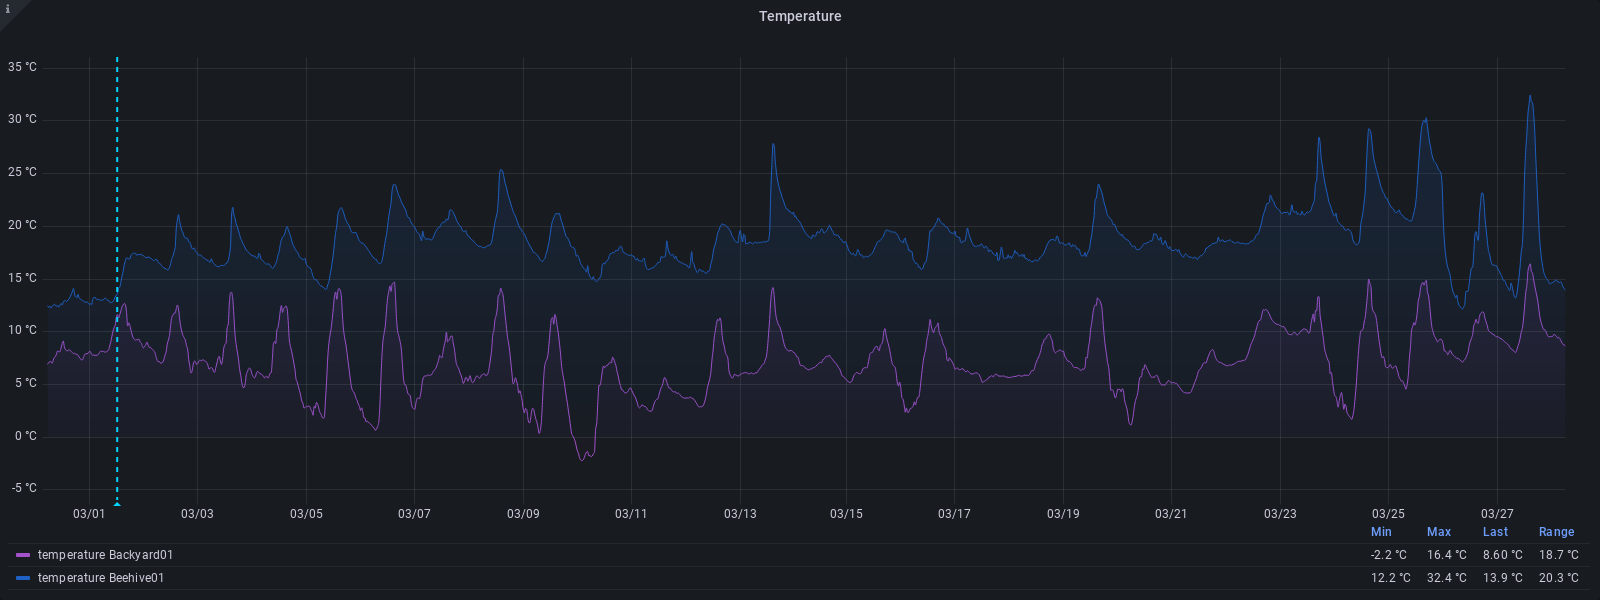 i
Temperature
35 °C
30 °C
25 °C
20 °C
15 °C
10 °C
5 °C
0 °C
-5 °C
03/01 03/03 03/05 03/07 03/09 03/11 03/13 03/15 03/17 03/19 03/21 03/23 03/25 03/27
Min Max Last Range
temperature Backyard01 -2.2 °C 16.4 °C 8.60 °C 18.7 °C
temperature Beehive01 12.2 °C 32.4 °C 13.9 °C 20.3 °C